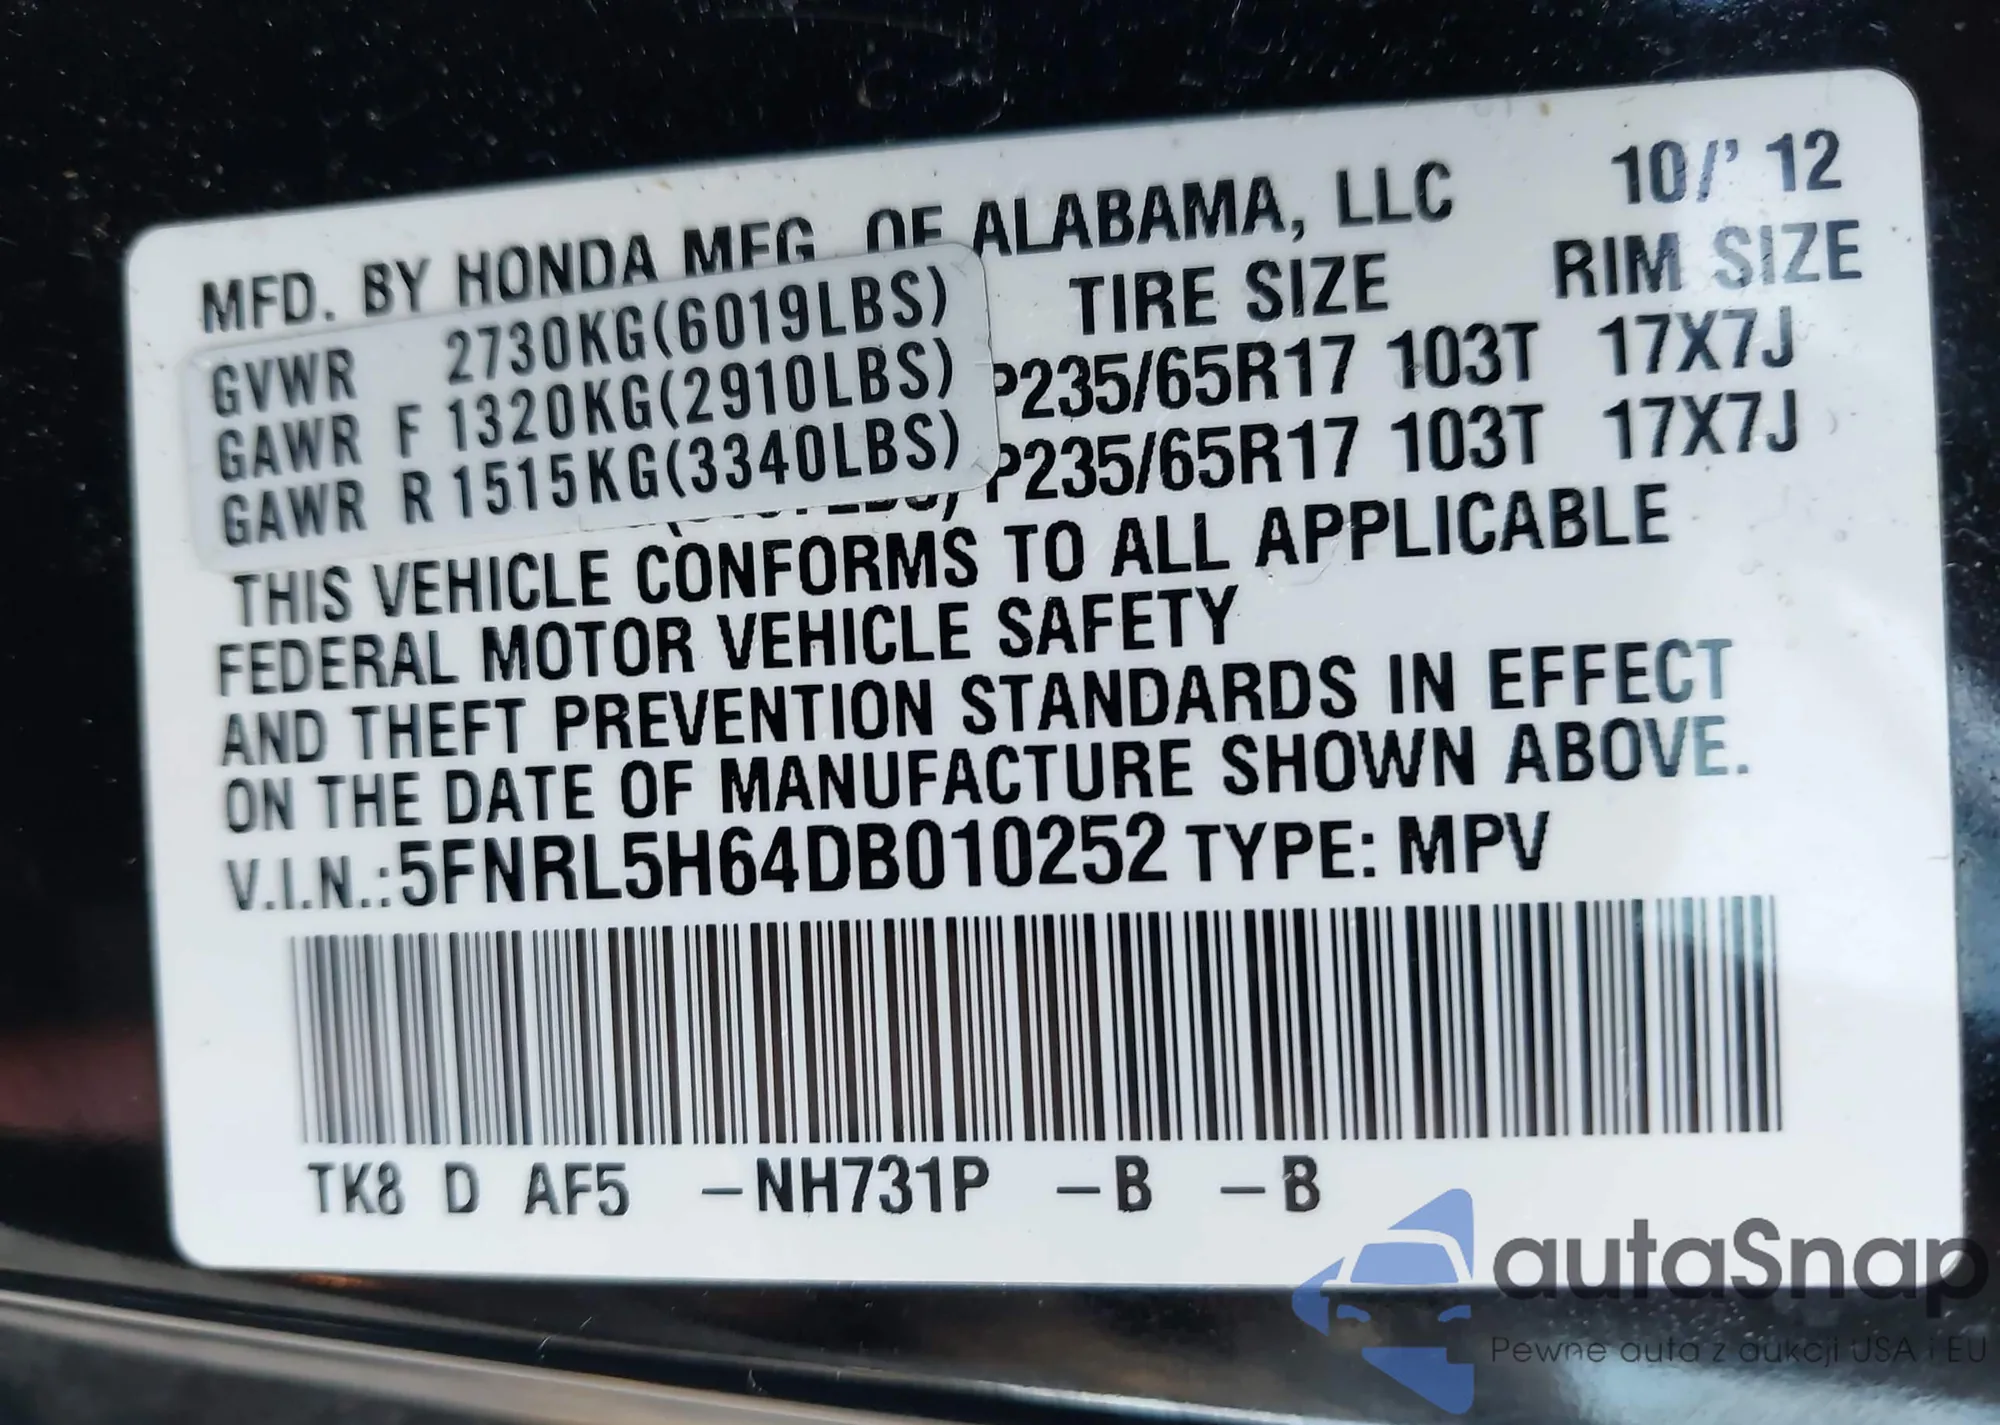 MFD. BY HONDA MFG. OF ALABAMA, LLC 10/' 12
TIRE SIZE RIM SIZE
GVWR 2730KG(6019LBS)
GAWR F 1320KG(2910LBS) P235/65R17 103T 17X7J
GAWR R 1515KG(3340LBS) P235/65R17 103T 17X7J
THIS VEHICLE CONFORMS TO ALL APPLICABLE
FEDERAL MOTOR VEHICLE SAFETY
AND THEFT PREVENTION STANDARDS IN EFFECT
ON THE DATE OF MANUFACTURE SHOWN ABOVE.
V.I.N.:5FNRL5H64DB010252 TYPE: MPV
TK8 D AF5 -NH731P -B -B
autaSnap
Pewne auta z aukcji USA i EU